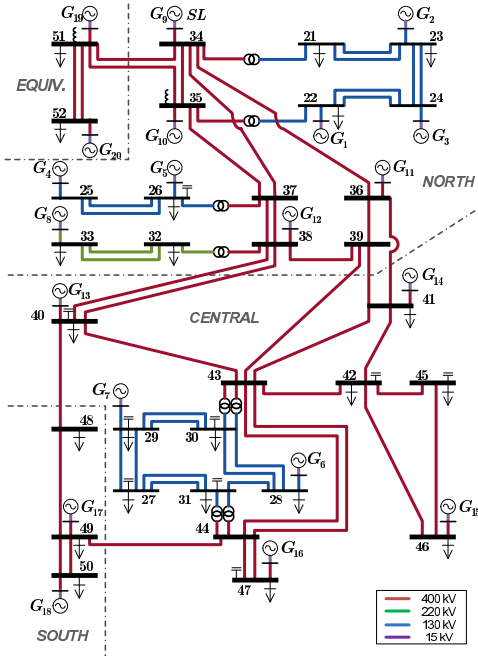 G19 G9 SL G2
51 34 21 23
EQUIV.
35 22 24
52
G20 G10 G1 G3
G4 G5 G11
NORTH
25 26 37 36
G8 G12
33 32 38 39
G14
G13
40 CENTRAL 41
43 42 45
G7
48 29 30
G6
27 31 28
G17 G15
49 44 46
G16
50 47
G18
SOUTH
400 kV
220 kV
130 kV
15 kV